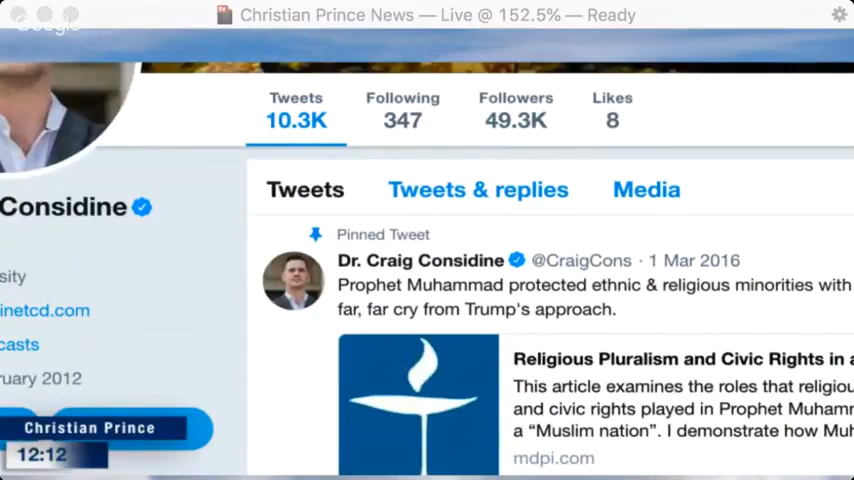 Christian Prince News — Live @ 152.5% — Ready
Google
Tweets Following Followers Likes
10.3K 347 49.3K 8
Considine
Tweets Tweets & replies Media
Pinned Tweet
Dr. Craig Considine @CraigCons · 1 Mar 2016
Prophet Muhammad protected ethnic & religious minorities with
far, far cry from Trump's approach.
sity
inetcd.com
casts
ruary 2012
Religious Pluralism and Civic Rights in a
This article examines the roles that religiou
and civic rights played in Prophet Muhamm
a “Muslim nation”. I demonstrate how Muh
mdpi.com
Christian Prince
12:12